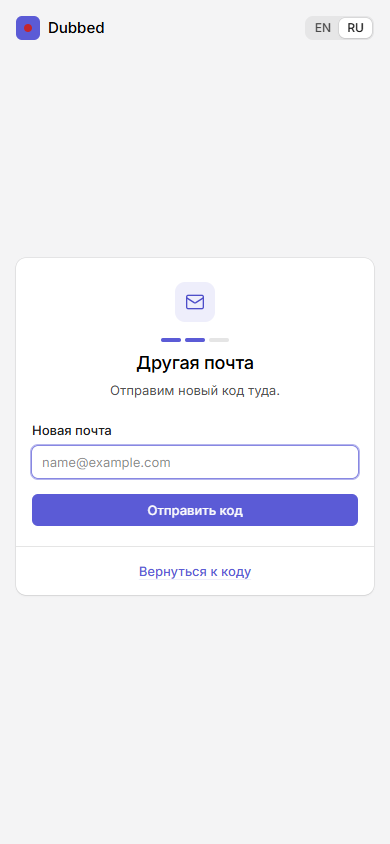 Dubbed
EN RU
Другая почта
Отправим новый код туда.
Новая почта
name@example.com
Отправить код
Вернуться к коду